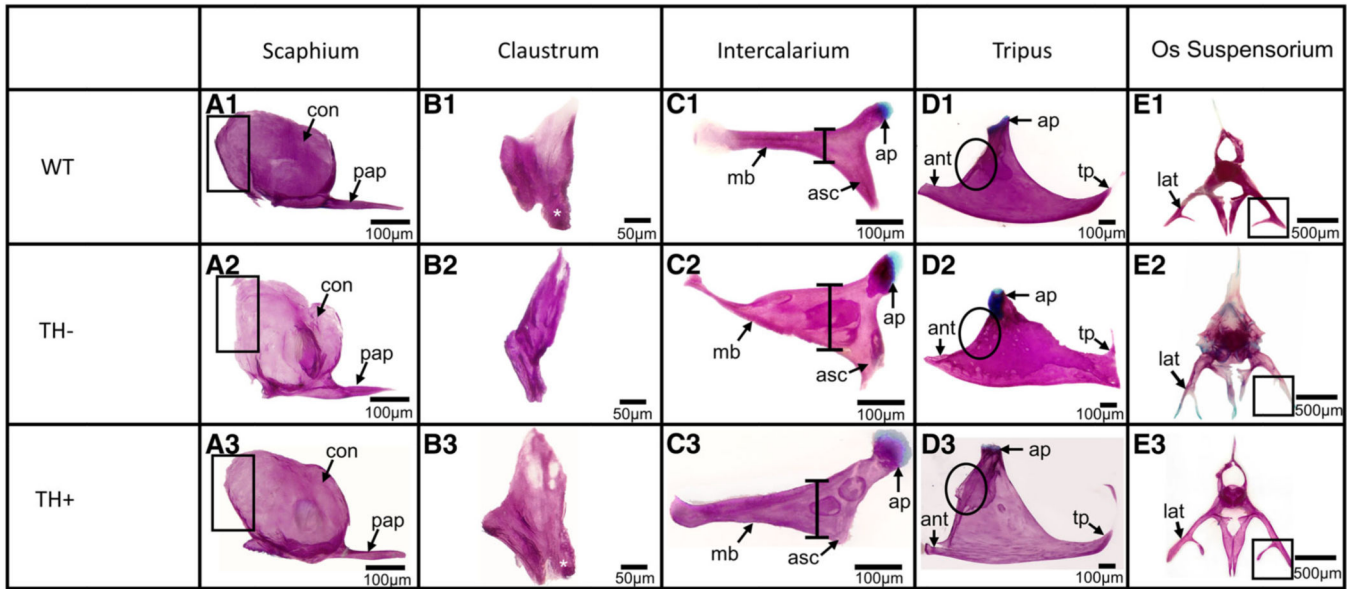 Scaphium Claustrum Intercalarium Tripus Os Suspensorium
WT
A1
con
pap
100µm
B1
*
50µm
C1
mb
asc
ap
100µm
D1
ap
ant
tp
100µm
E1
lat
500µm
TH-
A2
con
pap
100µm
B2
50µm
C2
mb
asc
ap
100µm
D2
ap
ant
tp
100µm
E2
lat
500µm
TH+
A3
con
pap
100µm
B3
*
50µm
C3
mb
asc
ap
100µm
D3
ap
ant
tp
100µm
E3
lat
500µm